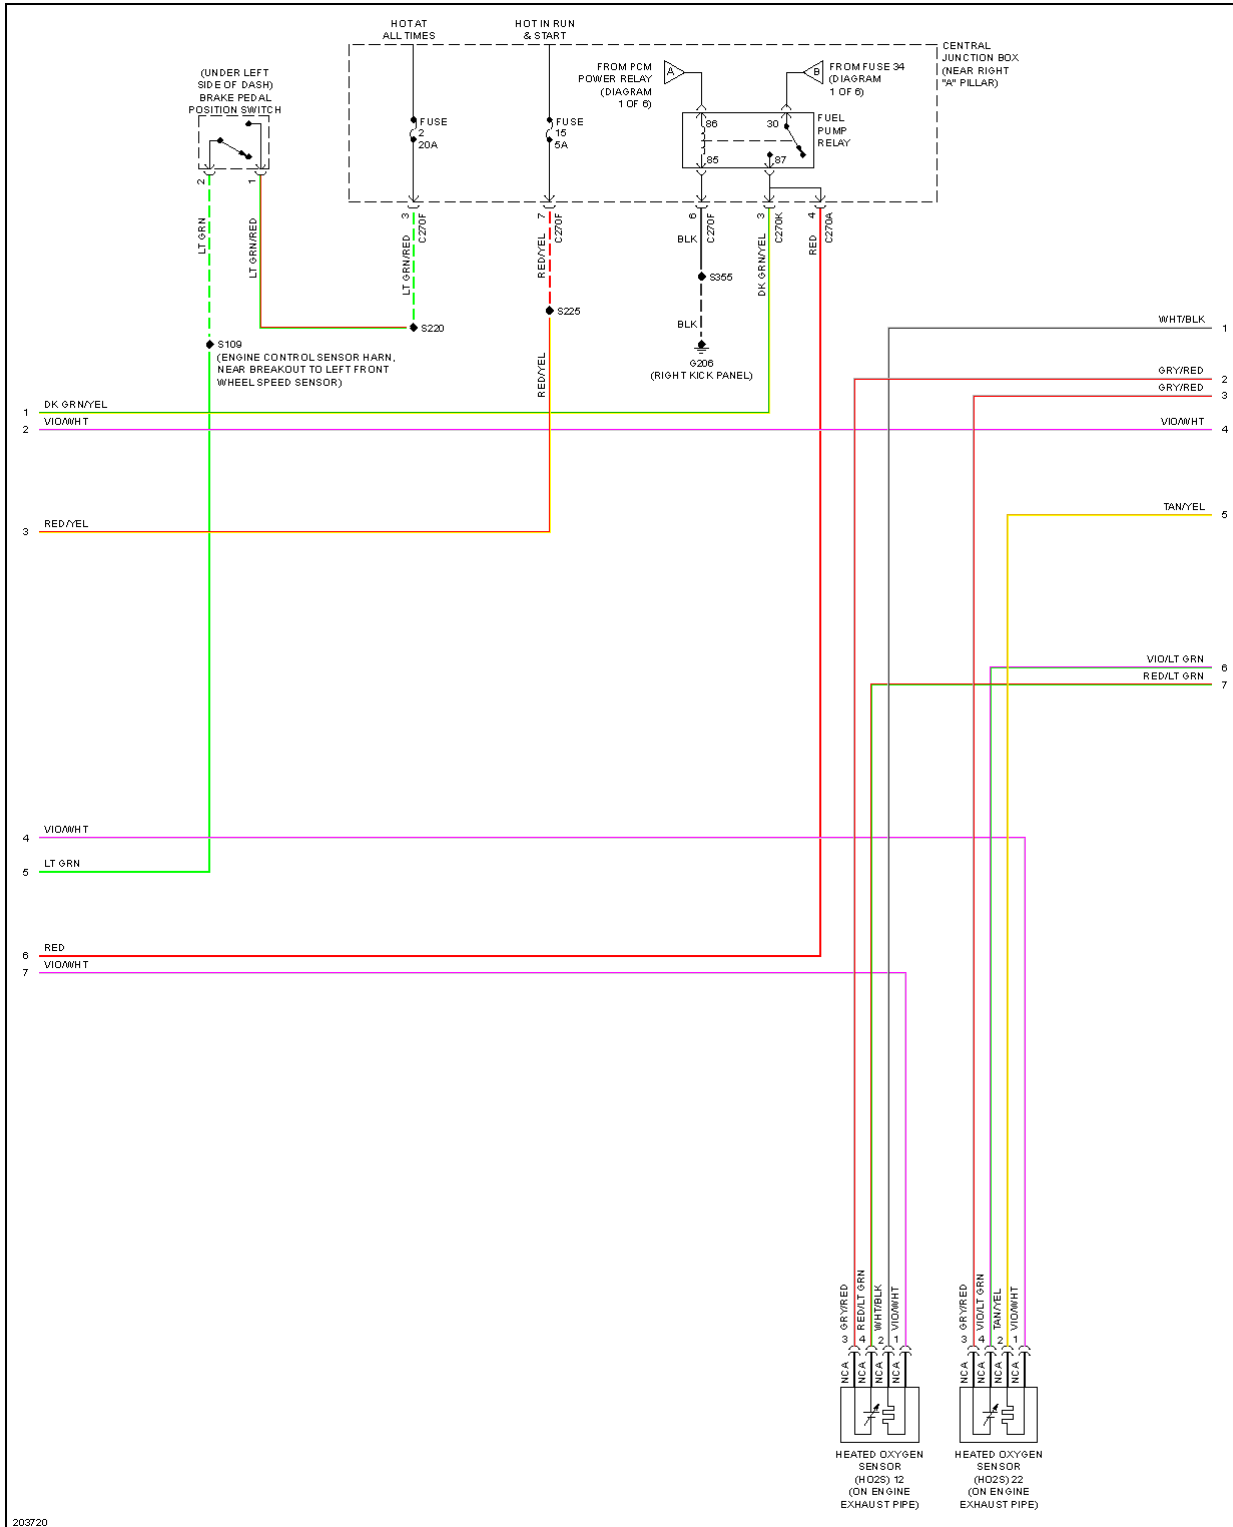 HOT AT
ALL TIMES
HOT IN RUN
& START
CENTRAL
JUNCTION BOX
(NEAR RIGHT
"A" PILLAR)
(UNDER LEFT
SIDE OF DASH)
BRAKE PEDAL
POSITION SWITCH
FROM PCM
POWER RELAY
(DIAGRAM
1 OF 6)
A
B
FROM FUSE 34
(DIAGRAM
1 OF 6)
FUSE
2
20A
FUSE
15
5A
86
30
85
87
FUEL
PUMP
RELAY
2
1
3
C270F
7
C270F
6
C270F
3
C270K
4
C270A
LT GRN
LT GRN/RED
LT GRN/RED
RED/YEL
BLK
DK GRN/YEL
RED
S355
S225
S220
BLK
S109
(ENGINE CONTROL SENSOR HARN,
NEAR BREAKOUT TO LEFT FRONT
WHEEL SPEED SENSOR)
G206
(RIGHT KICK PANEL)
RED/YEL
WHT/BLK
1
GRY/RED
2
GRY/RED
3
1
DK GRN/YEL
2
VIO/WHT
VIO/WHT
4
TAN/YEL
5
3
RED/YEL
VIO/LT GRN
6
RED/LT GRN
7
4
VIO/WHT
5
LT GRN
6
RED
7
VIO/WHT
GRY/RED
RED/LT GRN
WHT/BLK
VIO/WHT
GRY/RED
VIO/LT GRN
TAN/YEL
VIO/WHT
3
4
2
1
3
4
2
1
NCA
NCA
NCA
NCA
NCA
NCA
NCA
NCA
HEATED OXYGEN
SENSOR
(HO2S) 12
(ON ENGINE
EXHAUST PIPE)
HEATED OXYGEN
SENSOR
(HO2S) 22
(ON ENGINE
EXHAUST PIPE)
203720